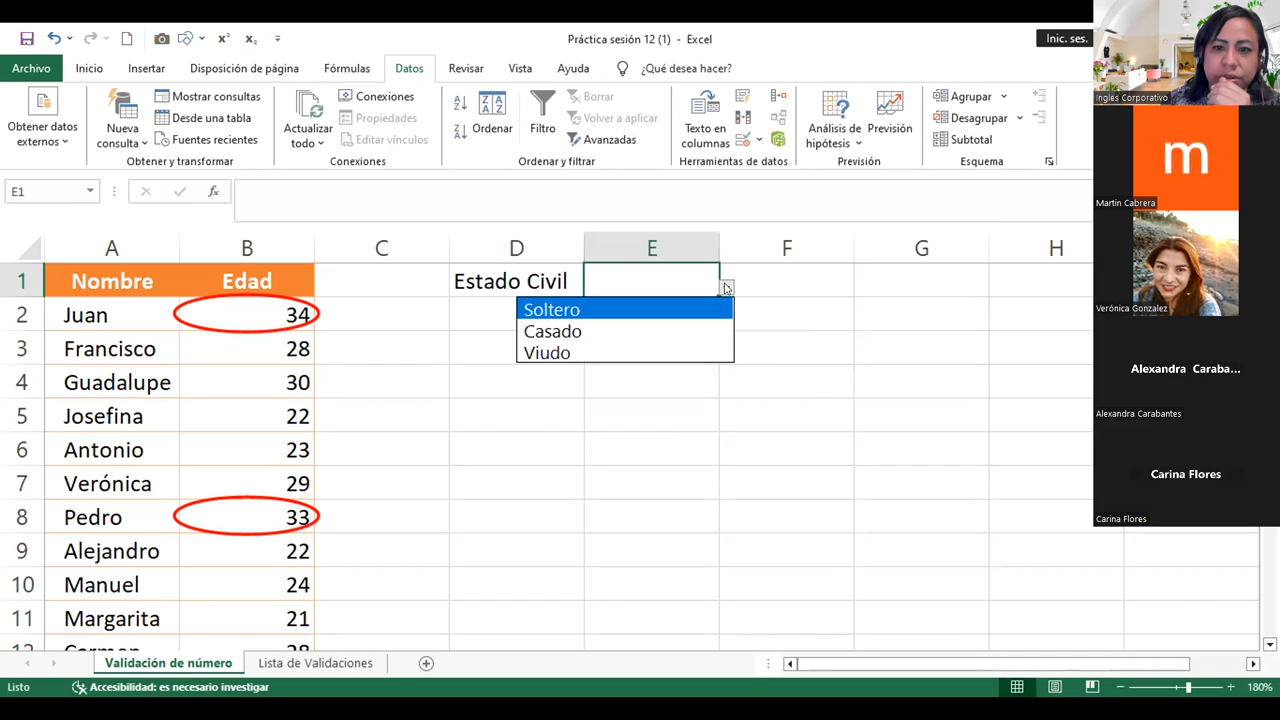 Práctica sesión 12 (1) - Excel
Inic. ses.
Archivo Inicio Insertar Disposición de página Fórmulas Datos Revisar Vista Ayuda ¿Qué desea hacer?
Obtener datos externos
Nueva consulta
Mostrar consultas
Desde una tabla
Fuentes recientes
Obtener y transformar
Actualizar todo
Conexiones
Propiedades
Editar vínculos
Conexiones
Ordenar
Filtro
Borrar
Volver a aplicar
Avanzadas
Ordenar y filtrar
Texto en columnas
Herramientas de datos
Análisis de hipótesis
Previsión
Previsión
Agrupar
Desagrupar
Subtotal
Esquema
E1
fx
A B C D E F G H
1 Nombre Edad Estado Civil
Soltero
Casado
Viudo
2 Juan 34
3 Francisco 28
4 Guadalupe 30
5 Josefina 22
6 Antonio 23
7 Verónica 29
8 Pedro 33
9 Alejandro 22
10 Manuel 24
11 Margarita 21
Validación de número Lista de Validaciones
Listo Accesibilidad: es necesario investigar 180%
Inglés Corporativo
m
Martin Cabrera
Verónica Gonzalez
Alexandra Caraba...
Alexandra Carabantes
Carina Flores
Carina Flores